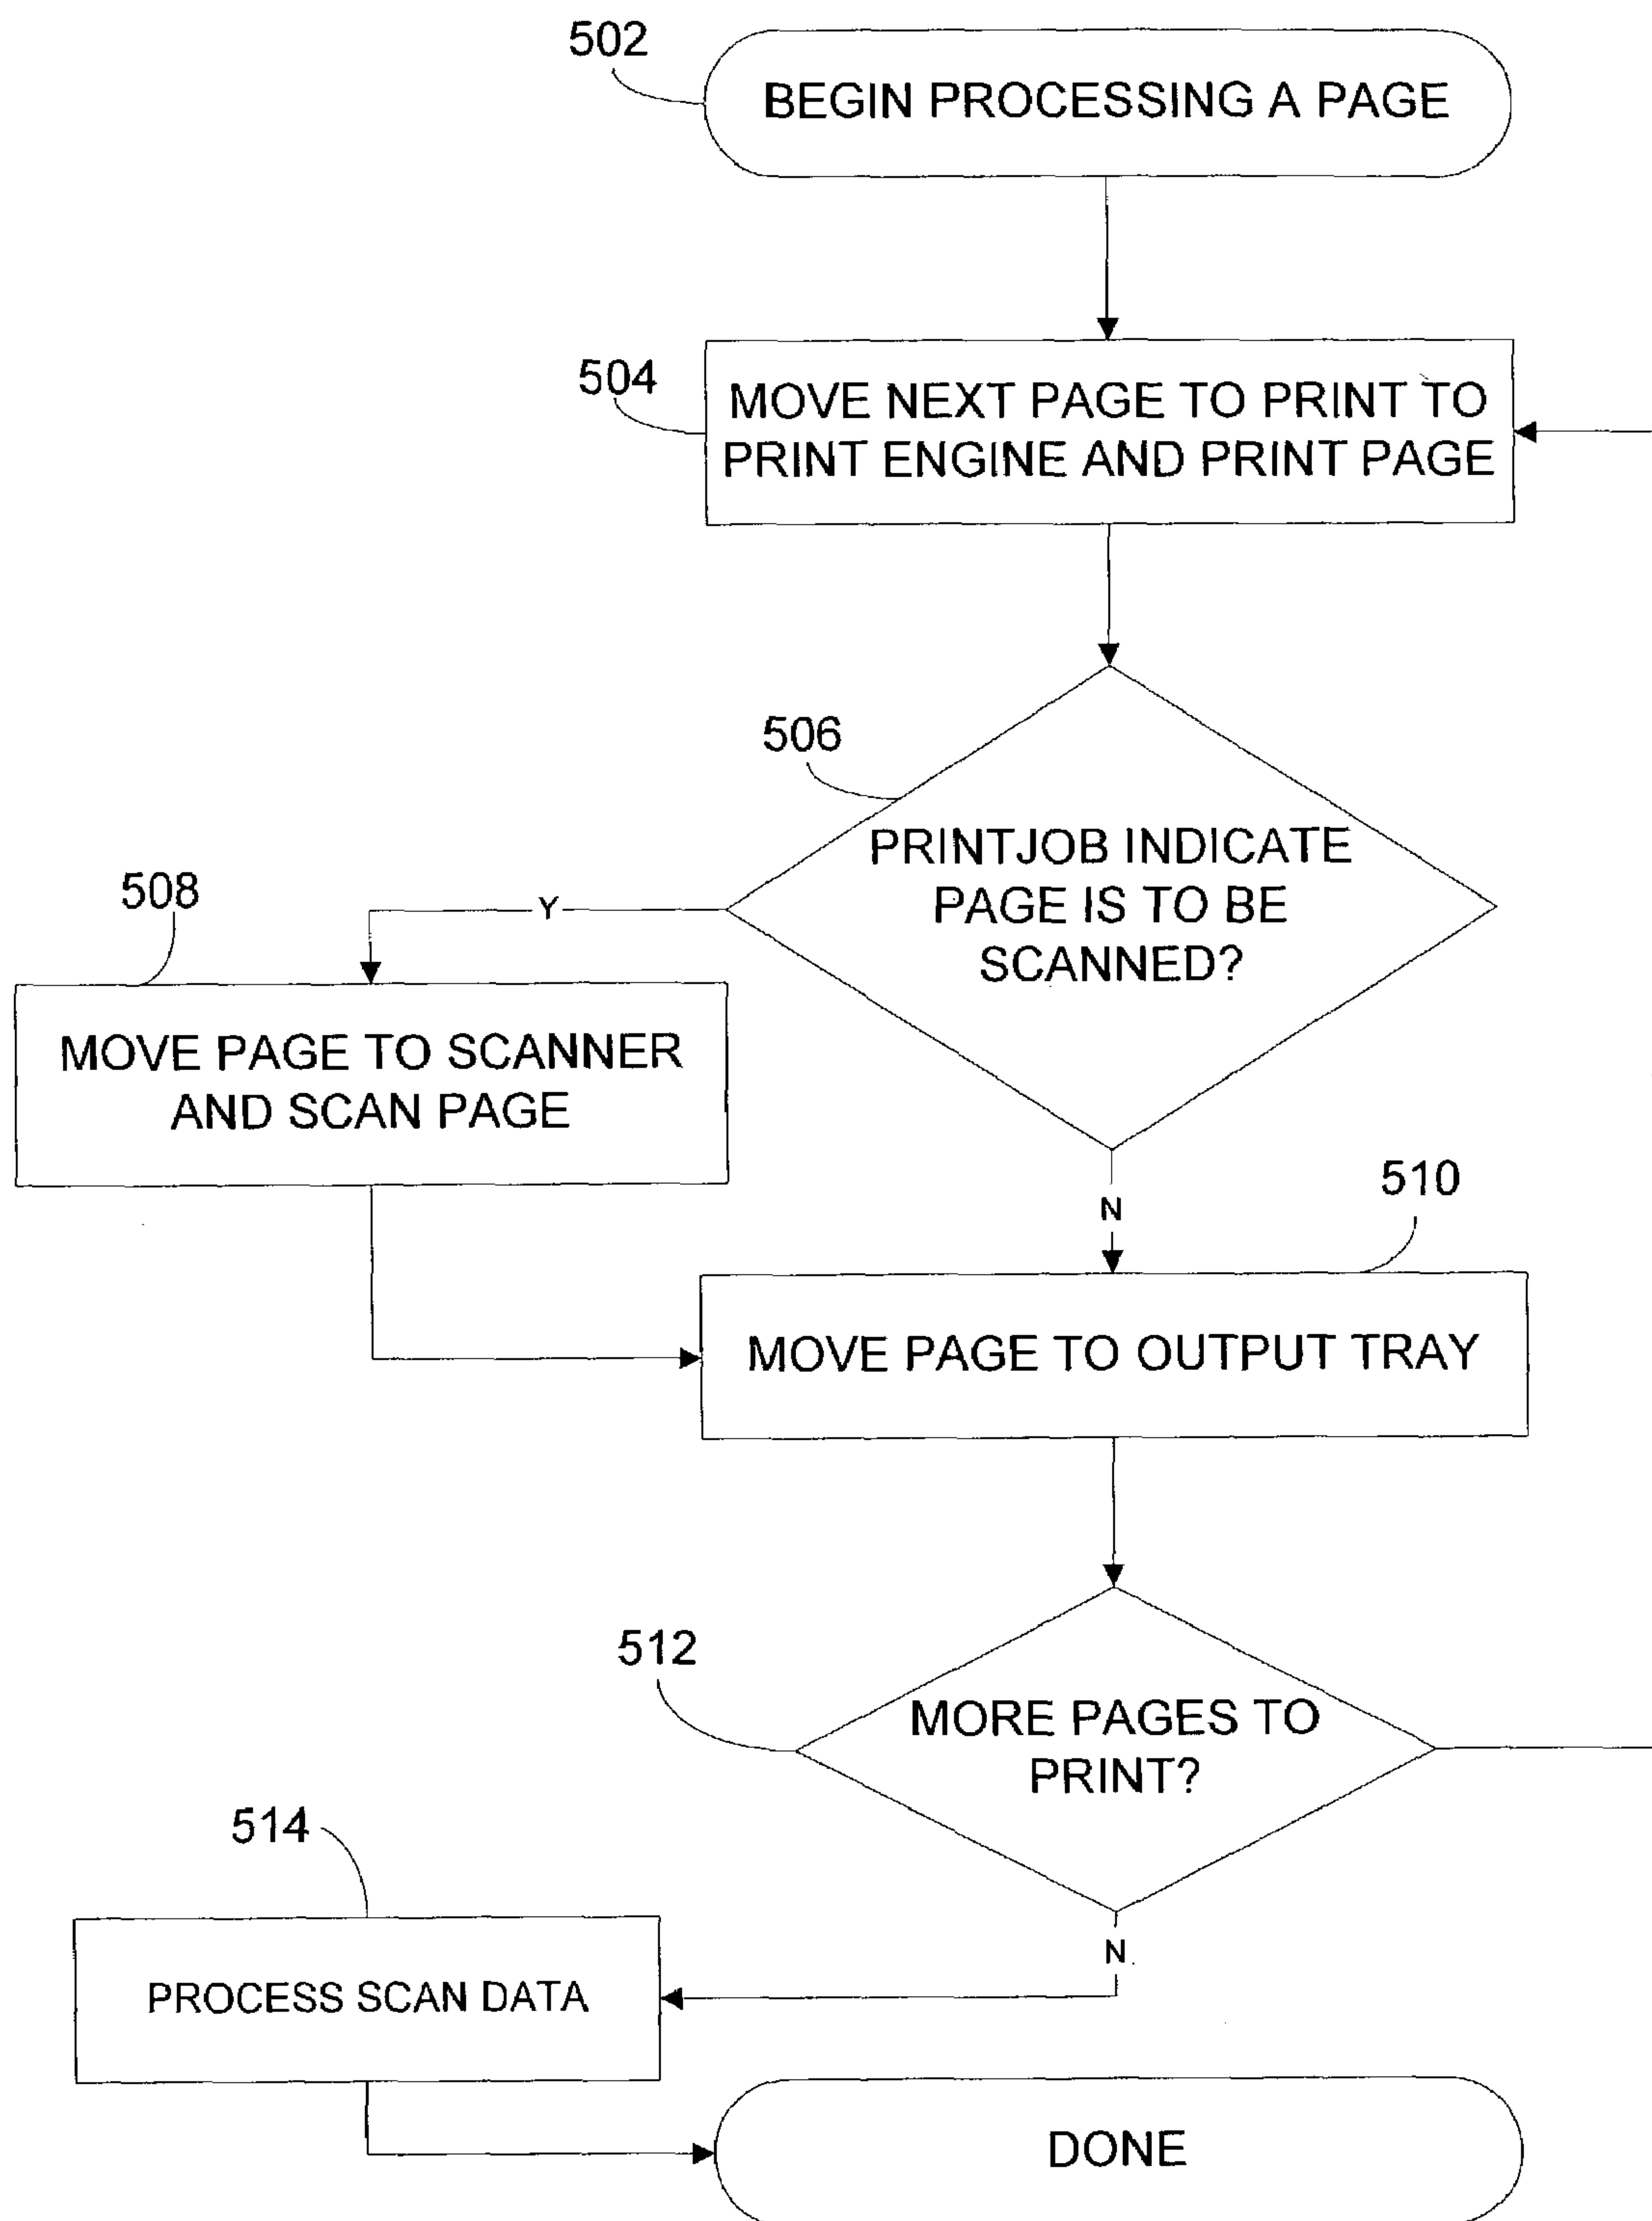 502
BEGIN PROCESSING A PAGE
504
MOVE NEXT PAGE TO PRINT TO
PRINT ENGINE AND PRINT PAGE
506
PRINTJOB INDICATE
PAGE IS TO BE
SCANNED?
Y
508
MOVE PAGE TO SCANNER
AND SCAN PAGE
N
510
MOVE PAGE TO OUTPUT TRAY
512
MORE PAGES TO
PRINT?
N
514
PROCESS SCAN DATA
DONE